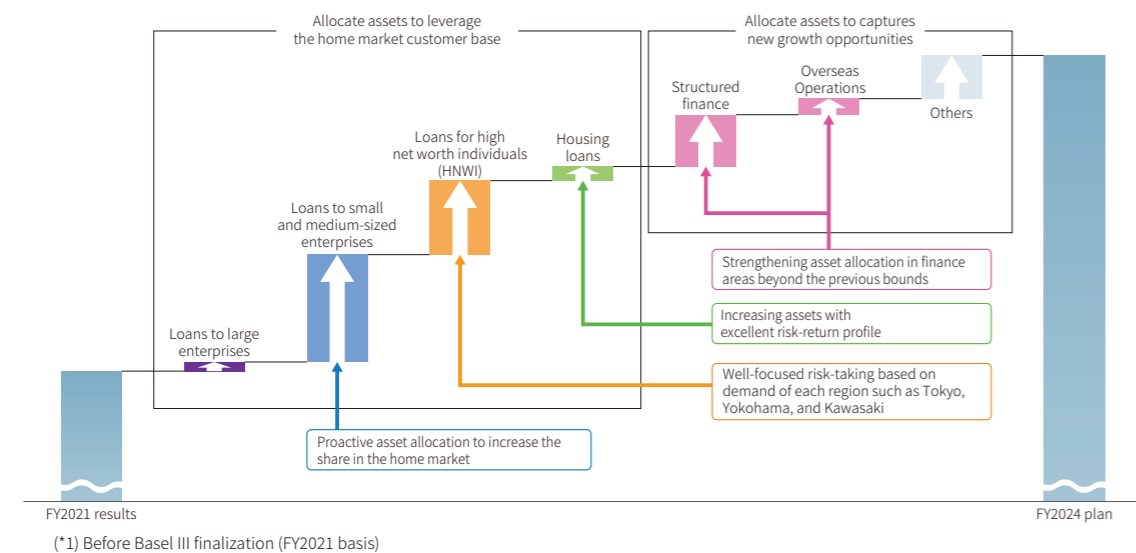 Allocate assets to leverage
the home market customer base
Allocate assets to captures
new growth opportunities
Loans to large
enterprises
Loans to small
and medium-sized
enterprises
Loans for high
net worth individuals
(HNWI)
Housing
loans
Structured
finance
Overseas
Operations
Others
Strengthening asset allocation in finance
areas beyond the previous bounds
Increasing assets with
excellent risk-return profile
Well-focused risk-taking based on
demand of each region such as Tokyo,
Yokohama, and Kawasaki
Proactive asset allocation to increase the
share in the home market
FY2021 results
FY2024 plan
(*1) Before Basel III finalization (FY2021 basis)